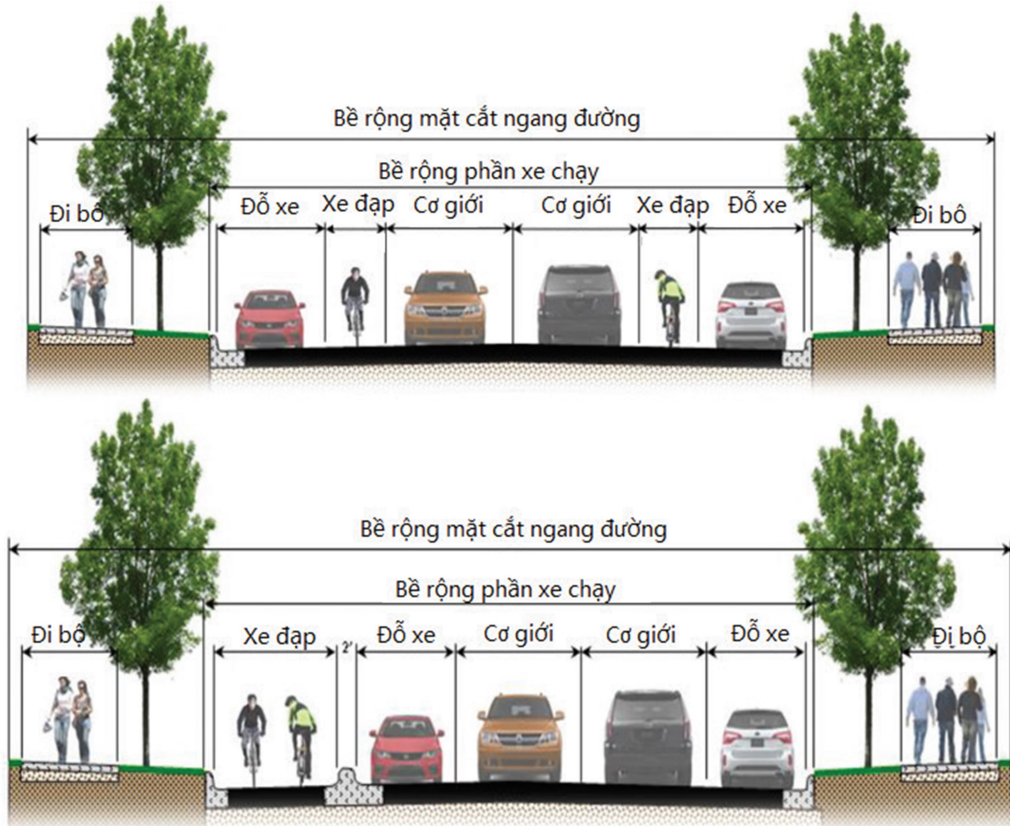 Bề rộng mặt cắt ngang đường
Bề rộng phần xe chạy
Đi bộ Đỗ xe Xe đạp Cơ giới Cơ giới Xe đạp Đỗ xe Đi bộ
Bề rộng mặt cắt ngang đường
Bề rộng phần xe chạy
Đi bộ Xe đạp 2' Đỗ xe Cơ giới Cơ giới Đỗ xe Đi bộ